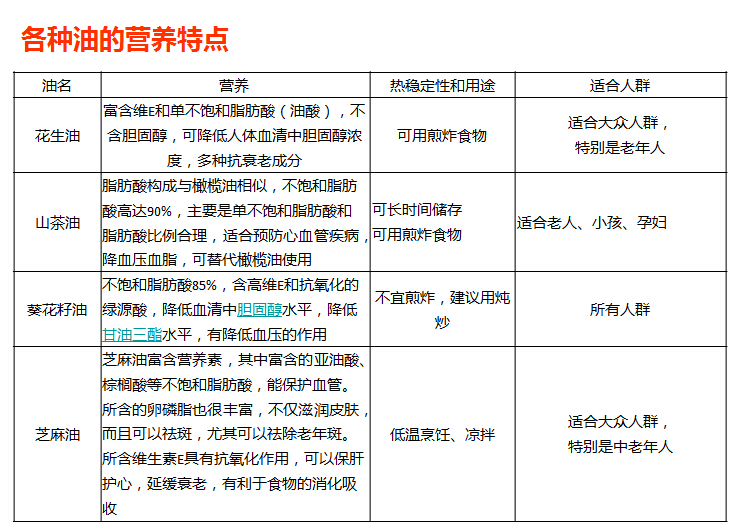 各种油的营养特点
油名 营养 热稳定性和用途 适合人群
花生油
富含维E和单不饱和脂肪酸（油酸），不
含胆固醇，可降低人体血清中胆固醇浓
度，多种抗衰老成分
可用煎炸食物
适合大众人群，
特别是老年人
山茶油
脂肪酸构成与橄榄油相似，不饱和脂肪
酸高达90%，主要是单不饱和脂肪酸和
脂肪酸比例合理，适合预防心血管疾病，
降血压血脂，可替代橄榄油使用
可长时间储存
可用煎炸食物
适合老人、小孩、孕妇
葵花籽油
不饱和脂肪酸85%，含高维E和抗氧化的
绿源酸，降低血清中胆固醇水平，降低
甘油三酯水平，有降低血压的作用
不宜煎炸，建议用炖
炒
所有人群
芝麻油
芝麻油富含营养素，其中富含的亚油酸、
棕榈酸等不饱和脂肪酸，能保护血管。
所含的卵磷脂也很丰富，不仅滋润皮肤，
而且可以祛斑，尤其可以祛除老年斑。
所含维生素E具有抗氧化作用，可以保肝
护心，延缓衰老，有利于食物的消化吸
收
低温烹饪、凉拌
适合大众人群，
特别是中老年人